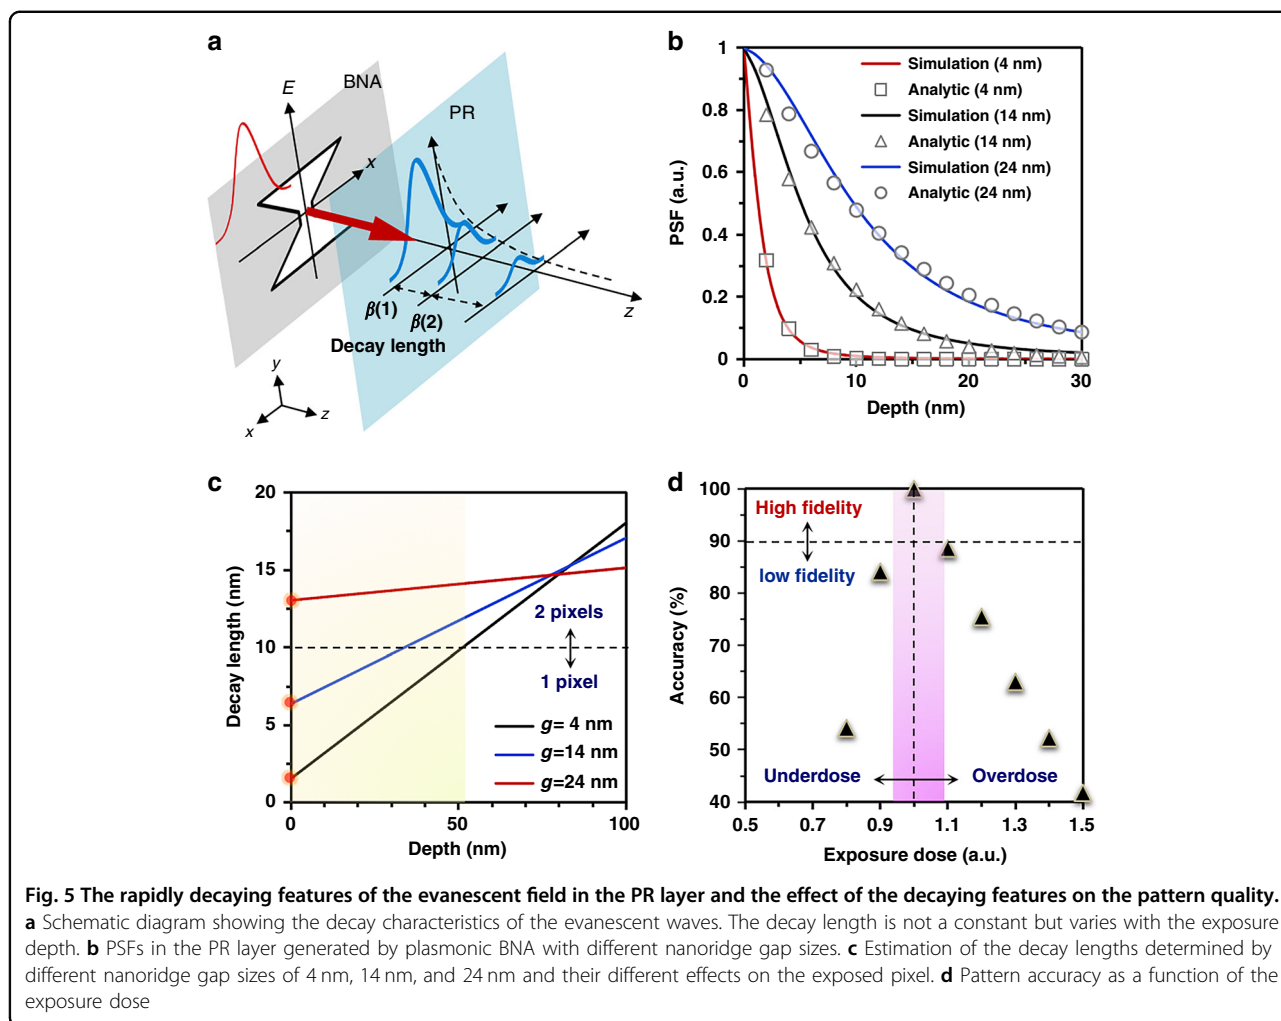 a
BNA
E
PR
x
β(1)
β(2)
z
Decay length
y
z
x
b
1
0.8
0.6
0.4
0.2
0
PSF (a.u.)
Simulation (4 nm)
Analytic (4 nm)
Simulation (14 nm)
Analytic (14 nm)
Simulation (24 nm)
Analytic (24 nm)
0 10 20 30
Depth (nm)
c
20
15
10
5
0
Decay length (nm)
2 pixels
1 pixel
g= 4 nm
g=14 nm
g=24 nm
0 50 100
Depth (nm)
d
100
90
80
70
60
50
40
Accuracy (%)
High fidelity
low fidelity
Underdose Overdose
0.5 0.7 0.9 1.1 1.3 1.5
Exposure dose (a.u.)
Fig. 5 The rapidly decaying features of the evanescent field in the PR layer and the effect of the decaying features on the pattern quality.
a Schematic diagram showing the decay characteristics of the evanescent waves. The decay length is not a constant but varies with the exposure
depth. b PSFs in the PR layer generated by plasmonic BNA with different nanoridge gap sizes. c Estimation of the decay lengths determined by
different nanoridge gap sizes of 4 nm, 14 nm, and 24 nm and their different effects on the exposed pixel. d Pattern accuracy as a function of the
exposure dose